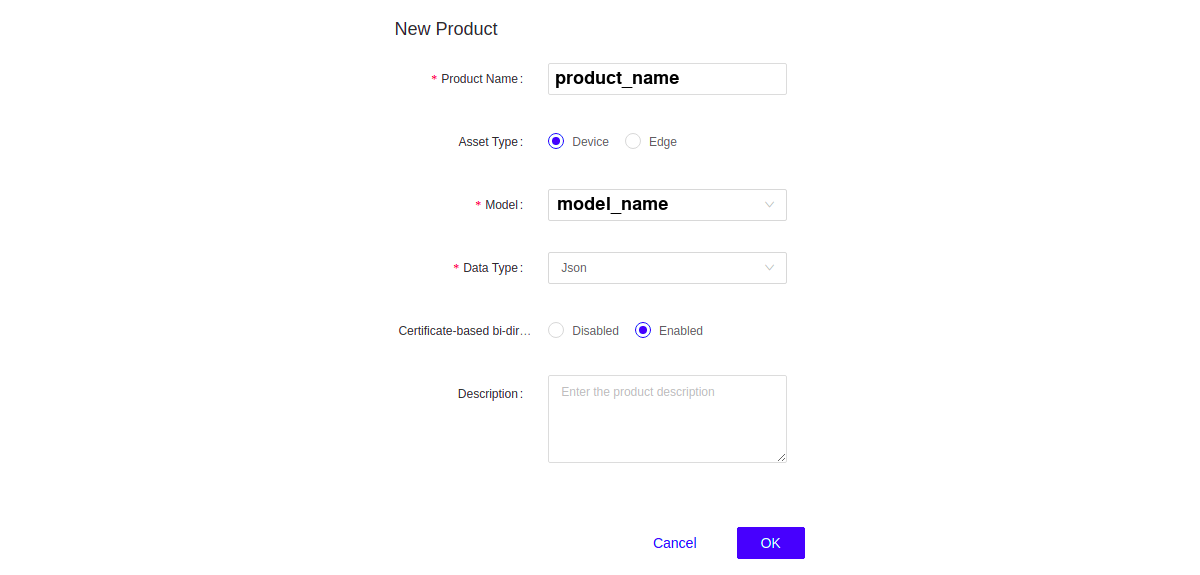 New Product
* Product Name: product_name
Asset Type: Device Edge
* Model: model_name
* Data Type: Json
Certificate-based bi-dir... Disabled Enabled
Description: Enter the product description
Cancel OK